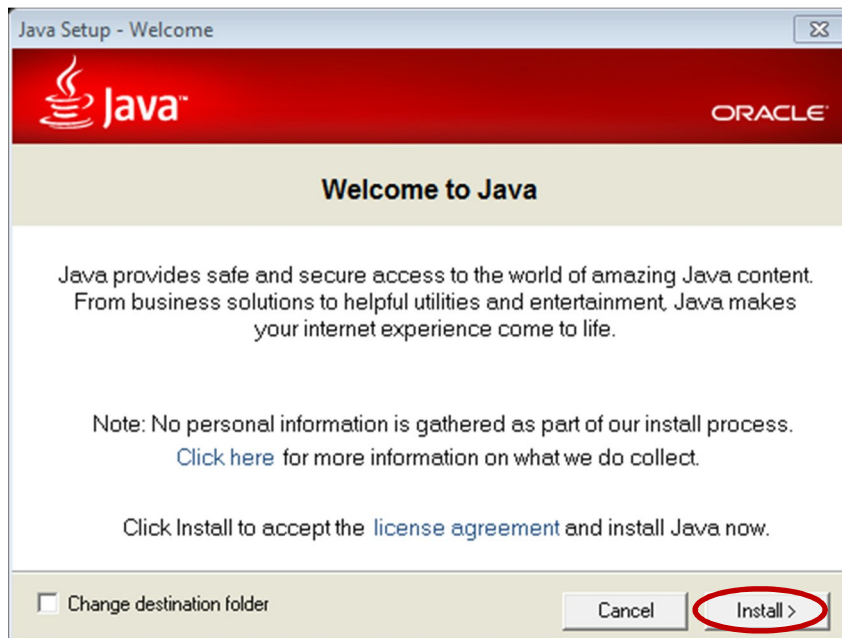 Java Setup - Welcome
Java™
ORACLE®
Welcome to Java
Java provides safe and secure access to the world of amazing Java content.
From business solutions to helpful utilities and entertainment, Java makes
your internet experience come to life.
Note: No personal information is gathered as part of our install process.
Click here for more information on what we do collect.
Click Install to accept the license agreement and install Java now.
Change destination folder
Cancel
Install >